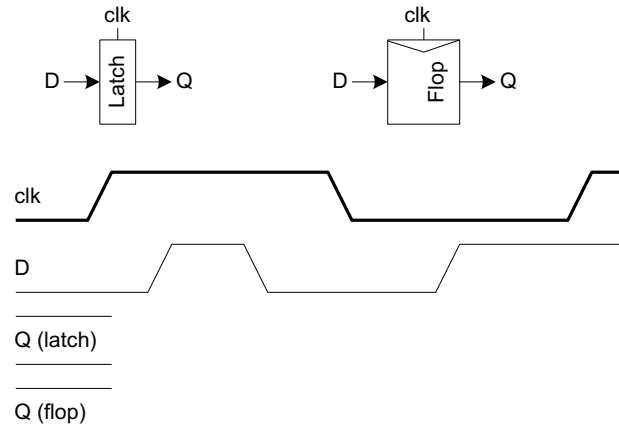 clk
clk
D
Latch
Q
D
Flop
Q
clk
D
Q (latch)
Q (flop)